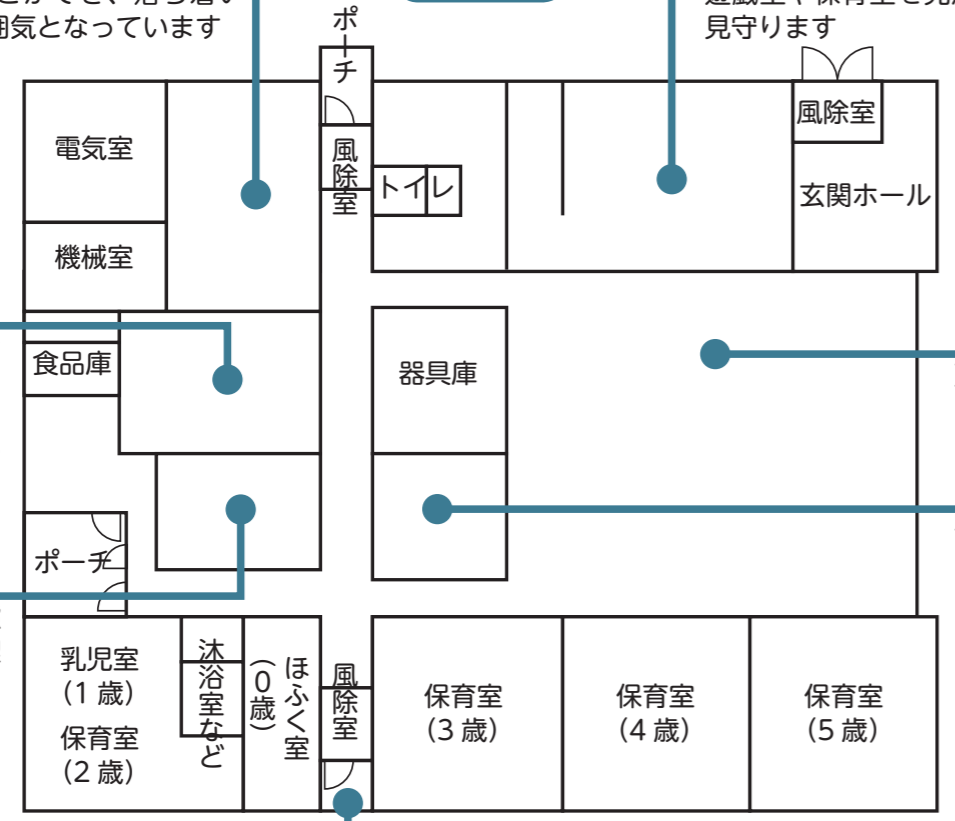 見守ります
囲気となっています
ポーチ
電気室
風除室
トイレ
風除室
玄関ホール
機械室
食品庫
器具庫
ポーチ
乳児室
(1 歳)
保育室
(2 歳)
沐浴室など
ほふく室
(0歳)
風除室
保育室
(3 歳)
保育室
(4 歳)
保育室
(5 歳)